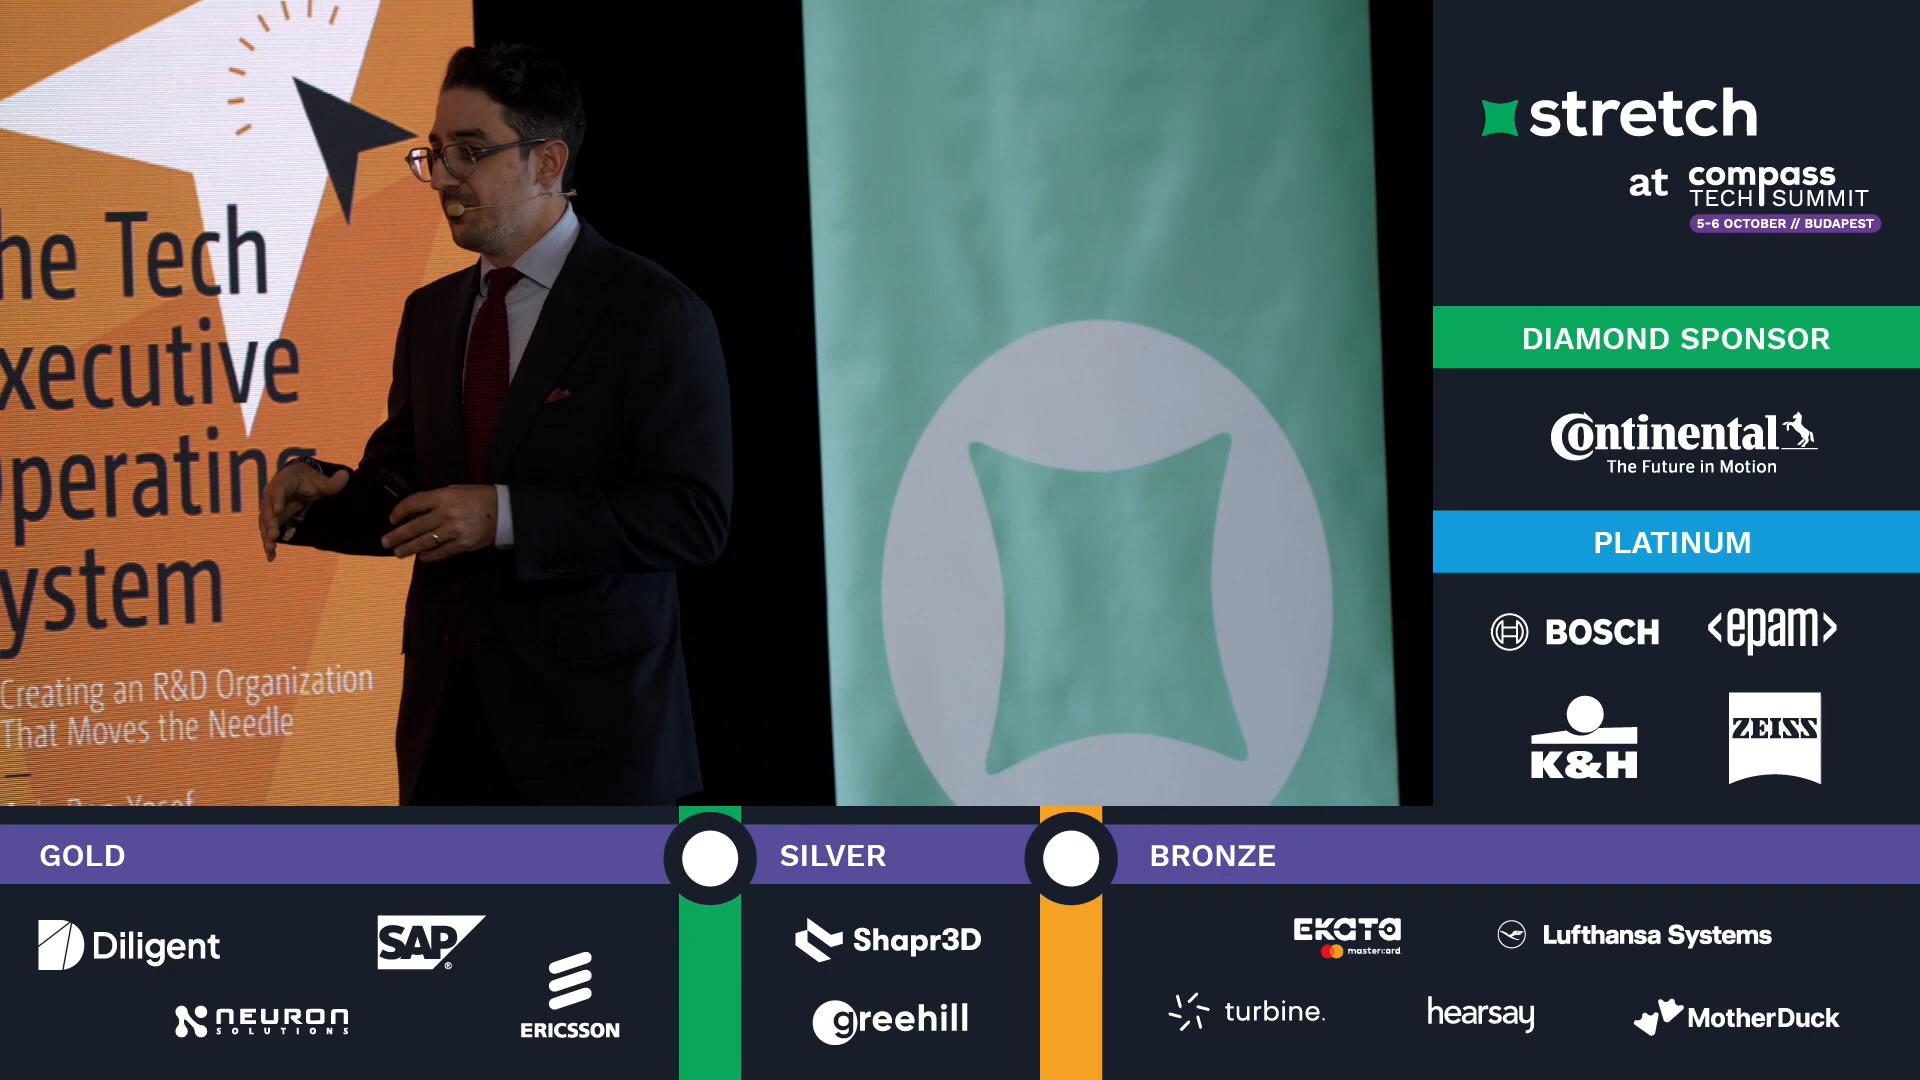 he Tech
xecutive
perating
ystem
Creating an R&D Organization
That Moves the Needle
stretch
at compass
TECH SUMMIT
5-6 OCTOBER // BUDAPEST
DIAMOND SPONSOR
Continental
The Future in Motion
PLATINUM
BOSCH
<epam>
K&H
ZEISS
GOLD
Diligent
SAP
NEURON
SOLUTIONS
ERICSSON
SILVER
Shapr3D
greehill
BRONZE
EKATA
mastercard.
Lufthansa Systems
turbine.
hearsay
MotherDuck